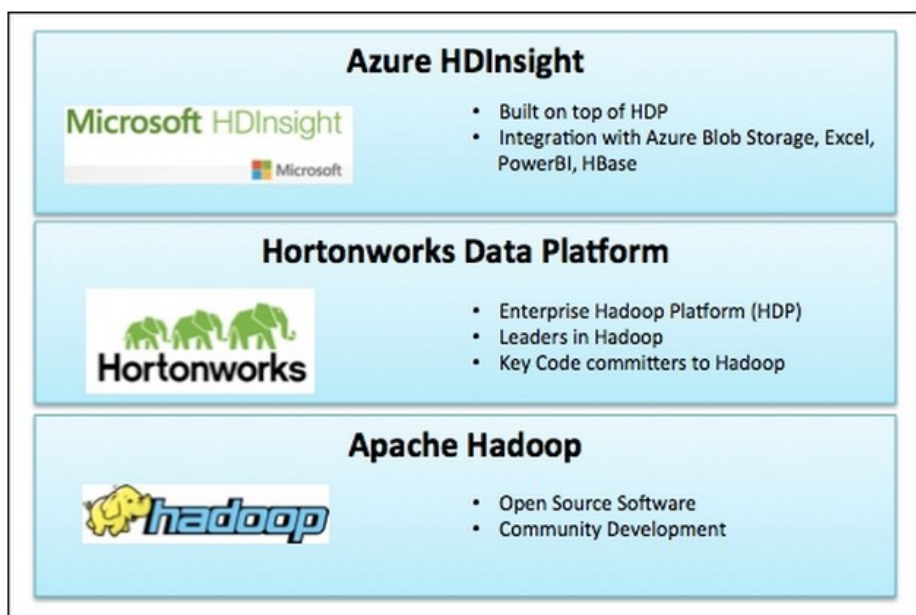 Azure HDInsight
Microsoft HDInsight
Microsoft
• Built on top of HDP
• Integration with Azure Blob Storage, Excel,
PowerBI, HBase
Hortonworks Data Platform
Hortonworks
• Enterprise Hadoop Platform (HDP)
• Leaders in Hadoop
• Key Code committers to Hadoop
Apache Hadoop
hadoop
• Open Source Software
• Community Development